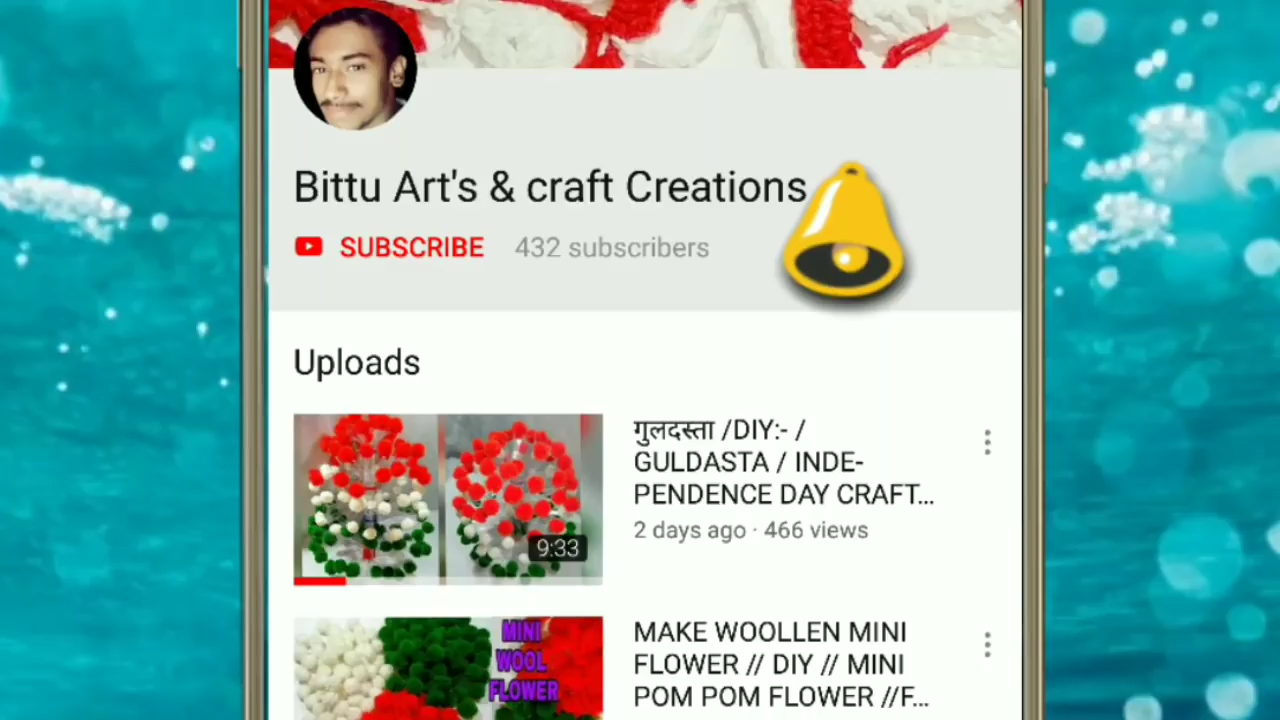 Bittu Art's & craft Creations
SUBSCRIBE 432 subscribers
Uploads
गुलदस्ता /DIY:- /
GULDASTA / INDE-
PENDENCE DAY CRAFT...
2 days ago · 466 views
9:33
MINI
WOOL
FLOWER
MAKE WOOLLEN MINI
FLOWER // DIY // MINI
POM POM FLOWER //F...